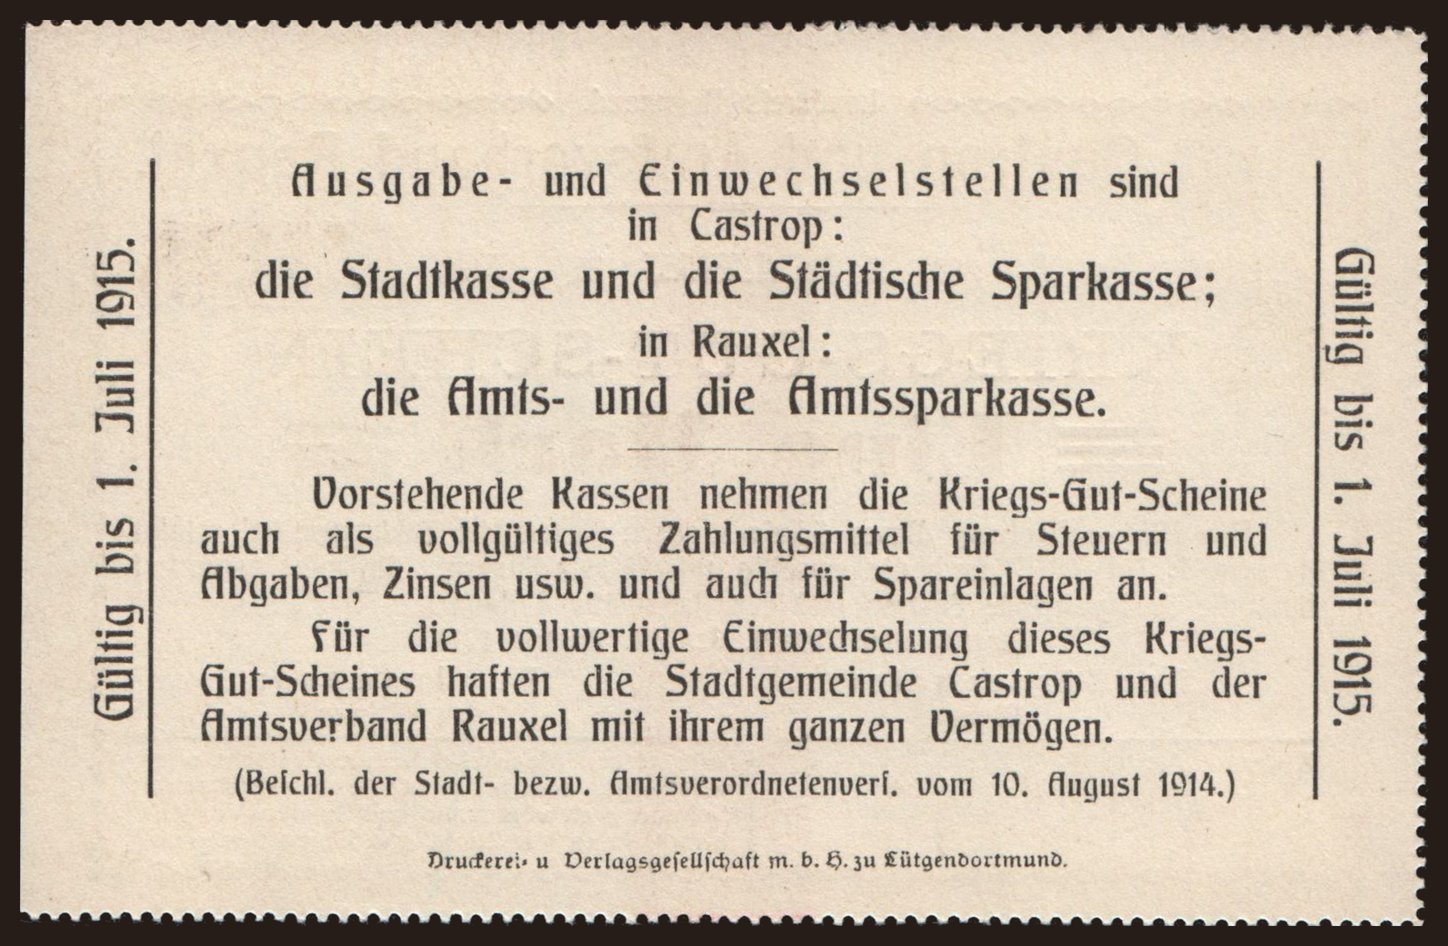 Gültig bis 1. Juli 1915.
Ausgabe- und Einwechselstellen sind
in Castrop:
die Stadtkasse und die Städtische Sparkasse;
in Rauxel:
die Amts- und die Amtssparkasse.
Vorstehende Kassen nehmen die Kriegs-Gut-Scheine
auch als vollgültiges Zahlungsmittel für Steuern und
Abgaben, Zinsen usw. und auch für Spareinlagen an.
Für die vollwertige Einwechselung dieses Kriegs-
Gut-Scheines haften die Stadtgemeinde Castrop und der
Amtsverband Rauxel mit ihrem ganzen Vermögen.
(Beſchl. der Stadt- bezw. Amtsverordnetenverſ. vom 10. August 1914.)
Druckerei- u Verlagsgeſellſchaft m. b. H. zu Lütgendortmund.
Gültig bis 1. Juli 1915.